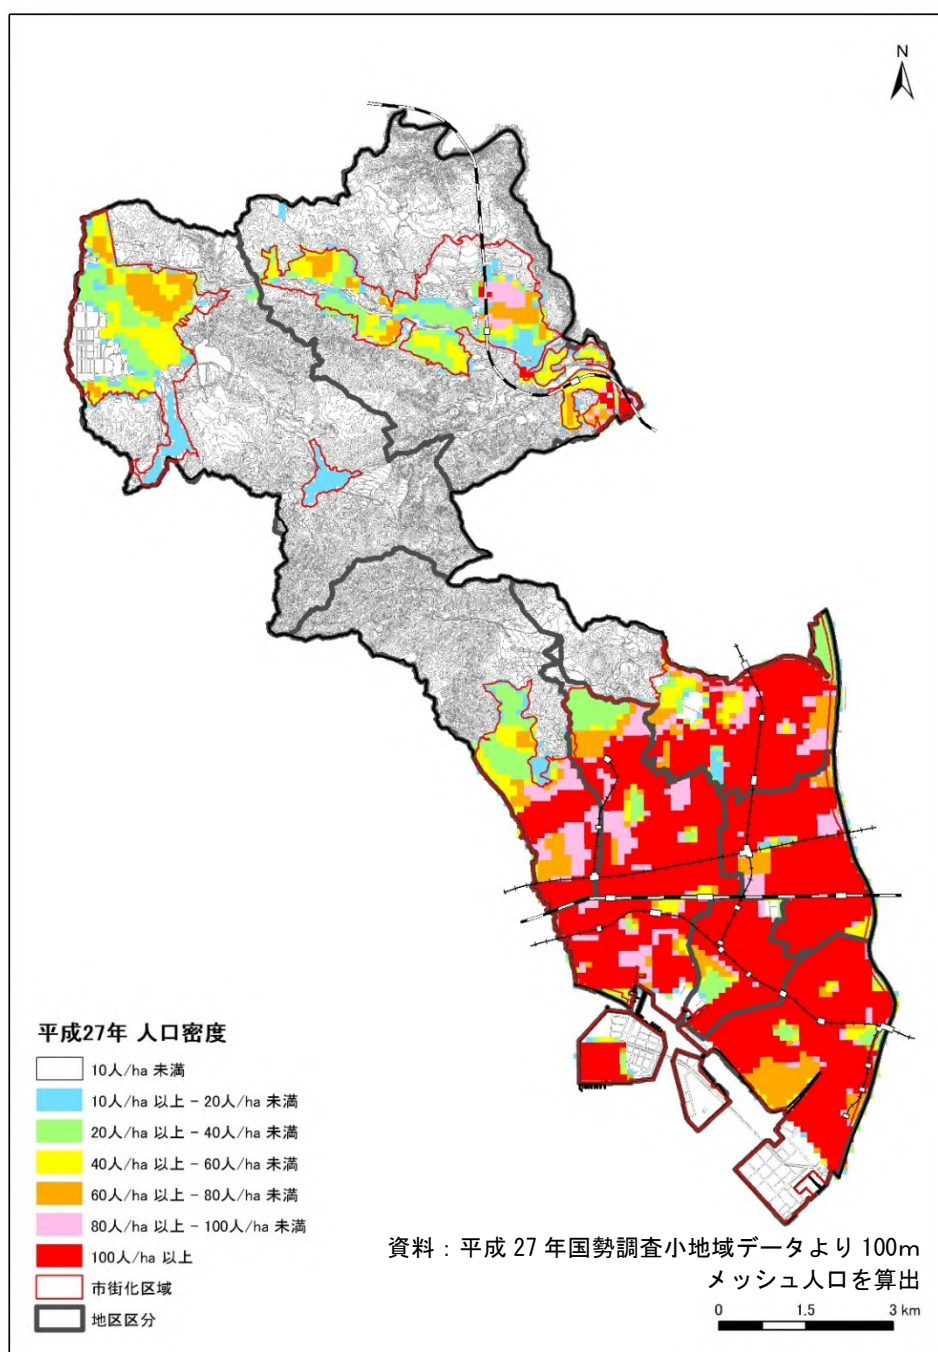 N
平成27年 人口密度
10人/ha 未満
10人/ha 以上 − 20人/ha 未満
20人/ha 以上 − 40人/ha 未満
40人/ha 以上 − 60人/ha 未満
60人/ha 以上 − 80人/ha 未満
80人/ha 以上 − 100人/ha 未満
100人/ha 以上
市街化区域
地区区分
資料：平成 27 年国勢調査小地域データより 100m
メッシュ人口を算出
0 1.5 3 km